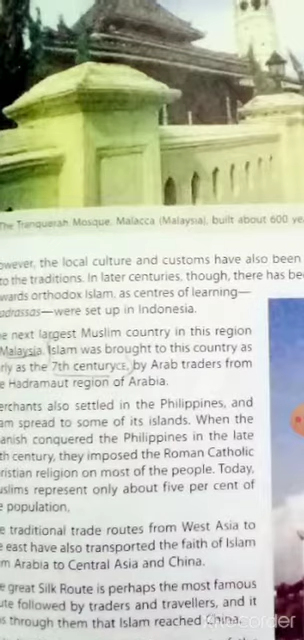 The Tranquerah Mosque, Malacca (Malaysia), built about 600
owever, the local culture and customs have also been
to the traditions. In later centuries, though, there has be
wards orthodox Islam, as centres of learning—
adrassas—were set up in Indonesia.
e next largest Muslim country in this region
Malaysia. Islam was brought to this country as
rly as the 7th century CE, by Arab traders from
e Hadramaut region of Arabia.
erchants also settled in the Philippines, and
am spread to some of its islands. When the
anish conquered the Philippines in the late
th century, they imposed the Roman Catholic
ristian religion on most of the people. Today,
uslims represent only about five per cent of
e population.
e traditional trade routes from West Asia to
e east have also transported the faith of Islam
m Arabia to Central Asia and China.
e great Silk Route is perhaps the most famous
ute followed by traders and travellers, and it
s through them that Islam reached China.